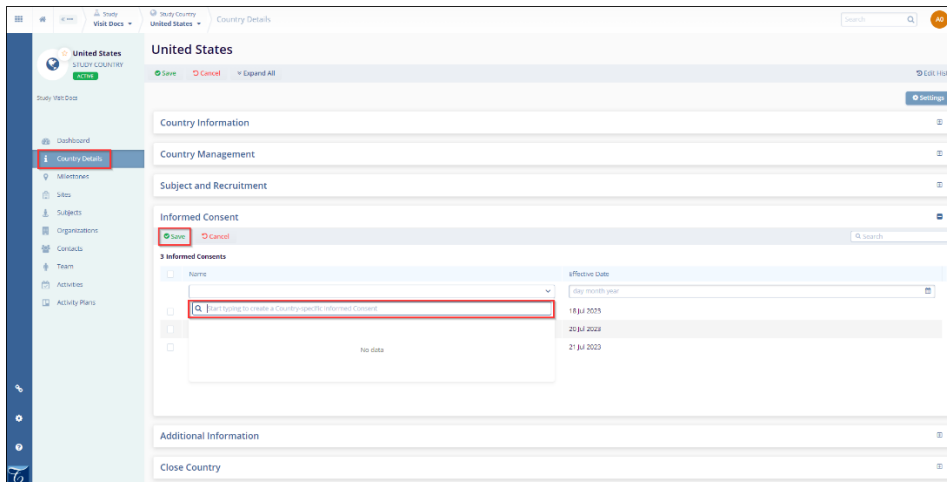 Study
Visit Docs
Study Country
United States
Country Details
Search
AO
United States
STUDY COUNTRY
ACTIVE
Study Visit Docs
Dashboard
Country Details
Milestones
Sites
Subjects
Organizations
Contacts
Team
Activities
Activity Plans
United States
Save Cancel Expand All
Edit His
Settings
Country Information
Country Management
Subject and Recruitment
Informed Consent
Save Cancel
Search
3 Informed Consents
Name Effective Date
day month year
Start typing to create a Country-specific Informed Consent
18 Jul 2023
20 Jul 2023
No data
21 Jul 2023
Additional Information
Close Country